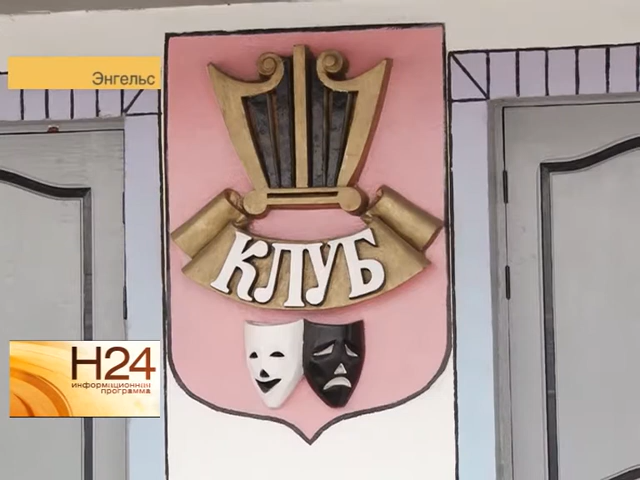 Энгельс
КЛУБ
Н24
информационная
программа